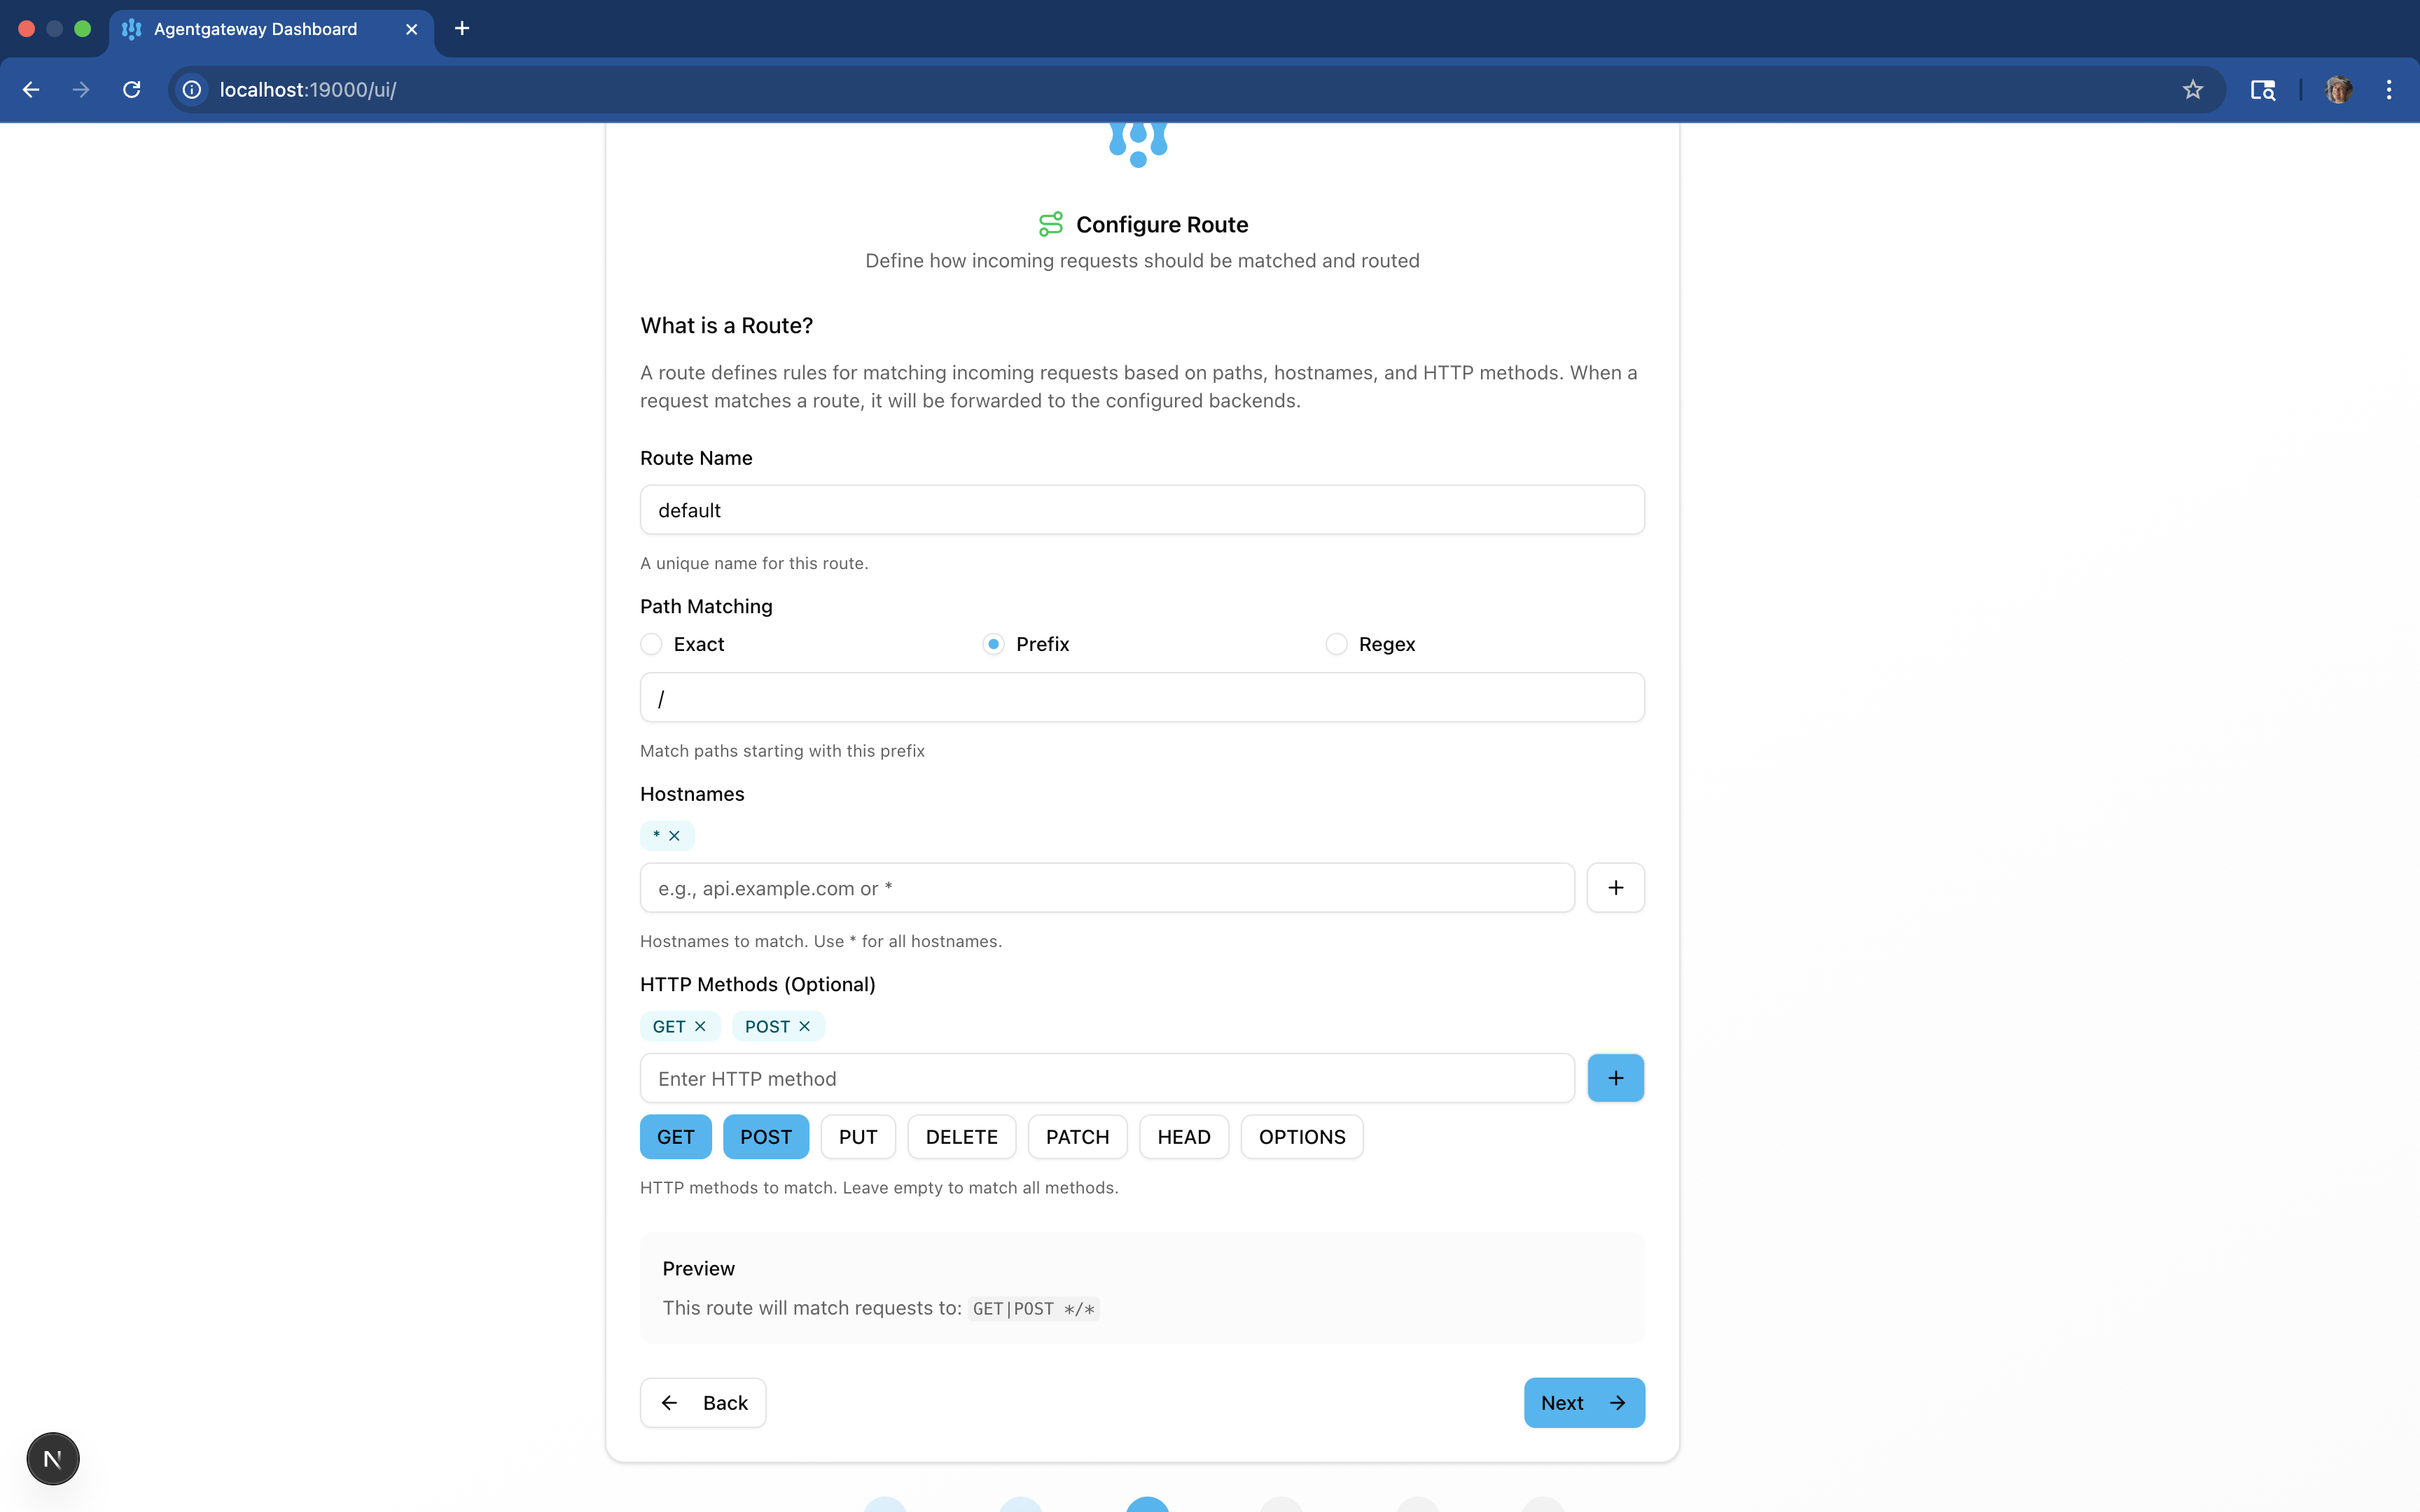 Agentgateway Dashboard
localhost:19000/ui/
Configure Route
Define how incoming requests should be matched and routed
What is a Route?
A route defines rules for matching incoming requests based on paths, hostnames, and HTTP methods. When a
request matches a route, it will be forwarded to the configured backends.
Route Name
default
A unique name for this route.
Path Matching
Exact Prefix Regex
/
Match paths starting with this prefix
Hostnames
*
e.g., api.example.com or *
Hostnames to match. Use * for all hostnames.
HTTP Methods (Optional)
GET POST
Enter HTTP method
GET POST PUT DELETE PATCH HEAD OPTIONS
HTTP methods to match. Leave empty to match all methods.
Preview
This route will match requests to: GET|POST */*
Back Next
N